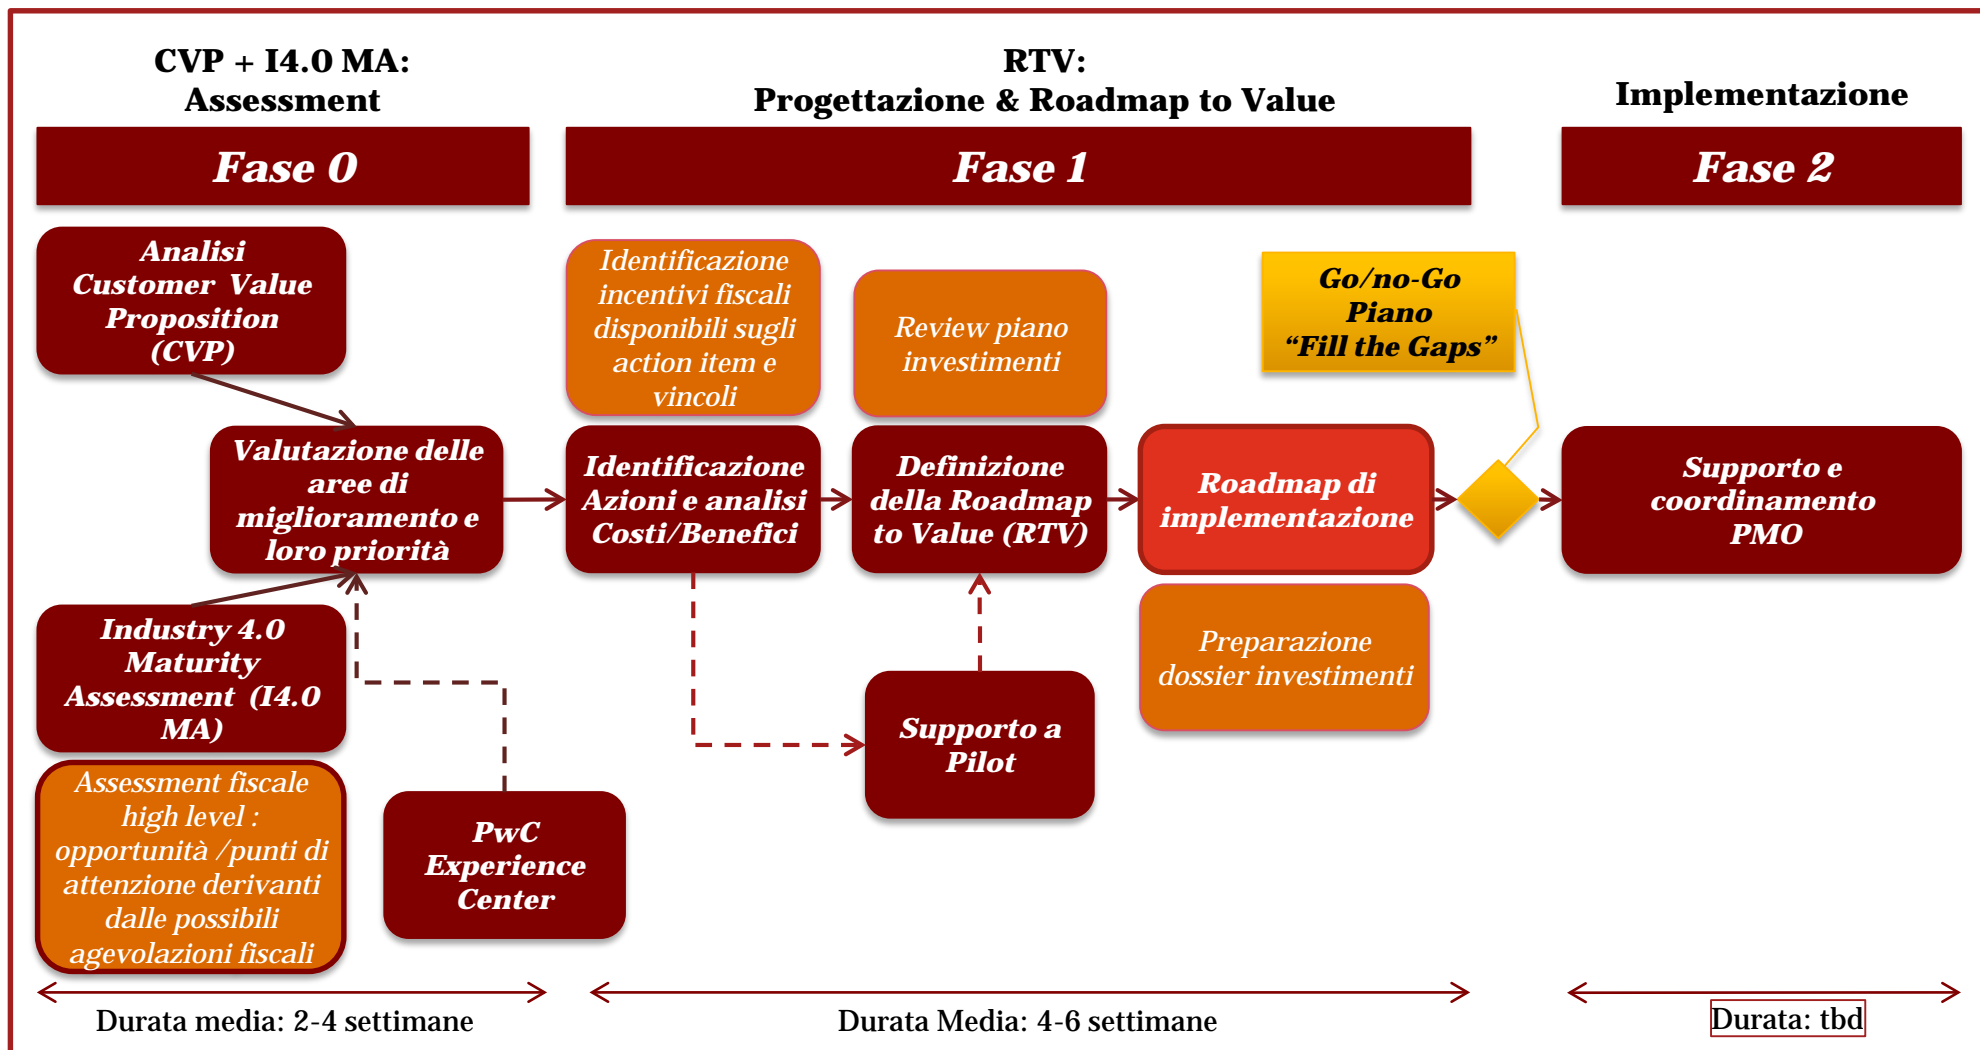 CVP + I4.0 MA:
Assessment
RTV:
Progettazione & Roadmap to Value
Implementazione
Fase 0
Fase 1
Fase 2
Analisi
Customer Value
Proposition
(CVP)
Identificazione
incentivi fiscali
disponibili sugli
action item e
vincoli
Review piano
investimenti
Go/no-Go
Piano
“Fill the Gaps”
Valutazione delle
aree di
miglioramento e
loro priorità
Identificazione
Azioni e analisi
Costi/Benefici
Definizione
della Roadmap
to Value (RTV)
Roadmap di
implementazione
Supporto e
coordinamento
PMO
Industry 4.0
Maturity
Assessment (I4.0
MA)
Preparazione
dossier investimenti
Supporto a
Pilot
Assessment fiscale
high level :
opportunità /punti di
attenzione derivanti
dalle possibili
agevolazioni fiscali
PwC
Experience
Center
Durata media: 2-4 settimane
Durata Media: 4-6 settimane
Durata: tbd